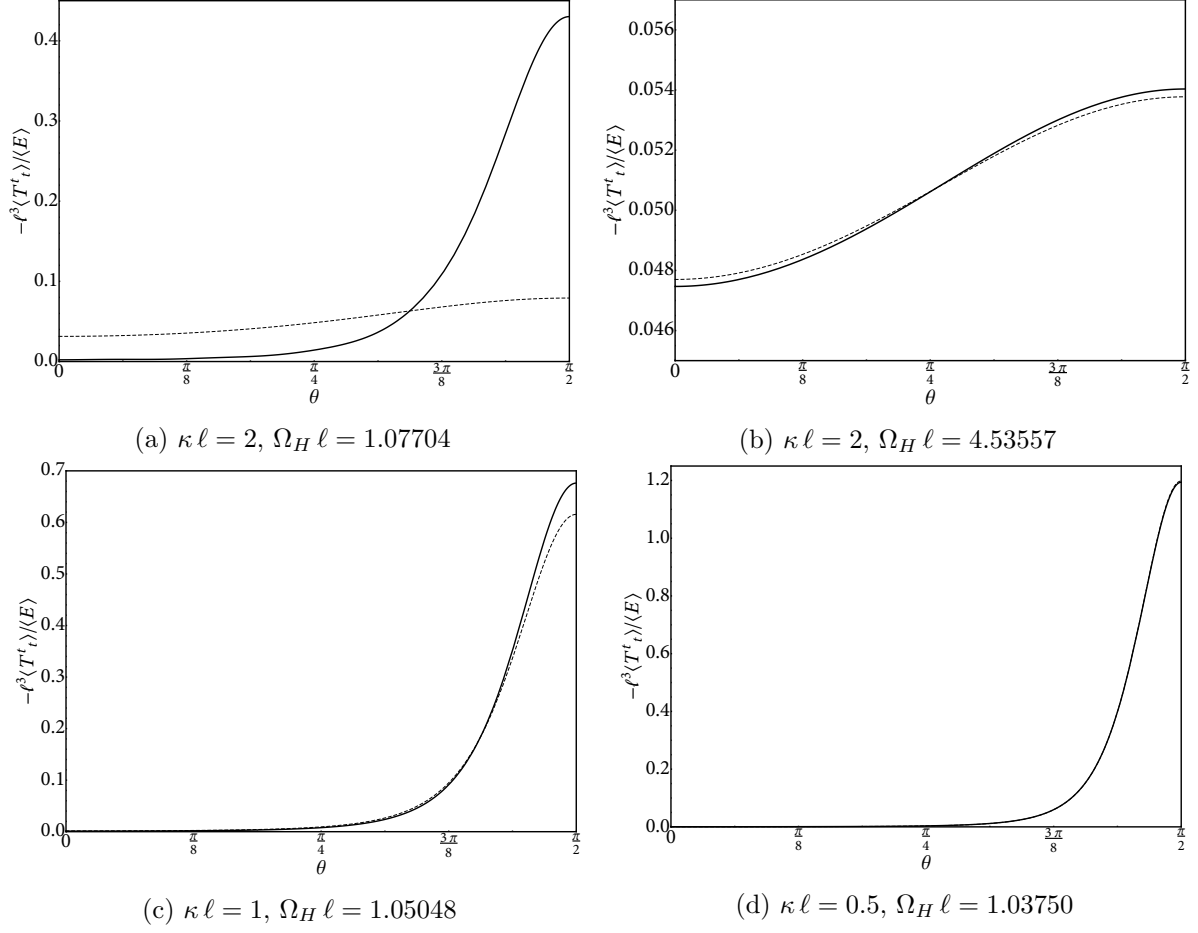 0.4
0.3
0.2
0.1
0.0
−ℓ³⟨Tᵗₜ⟩/⟨E⟩
0
π/8
π/4
3π/8
π/2
θ
(a) κ ℓ = 2, Ω_H ℓ = 1.07704
0.056
0.054
0.052
0.050
0.048
0.046
−ℓ³⟨Tᵗₜ⟩/⟨E⟩
0
π/8
π/4
3π/8
π/2
θ
(b) κ ℓ = 2, Ω_H ℓ = 4.53557
0.7
0.6
0.5
0.4
0.3
0.2
0.1
0.0
−ℓ³⟨Tᵗₜ⟩/⟨E⟩
0
π/8
π/4
3π/8
π/2
θ
(c) κ ℓ = 1, Ω_H ℓ = 1.05048
1.2
1.0
0.8
0.6
0.4
0.2
0.0
−ℓ³⟨Tᵗₜ⟩/⟨E⟩
0
π/8
π/4
3π/8
π/2
θ
(d) κ ℓ = 0.5, Ω_H ℓ = 1.03750